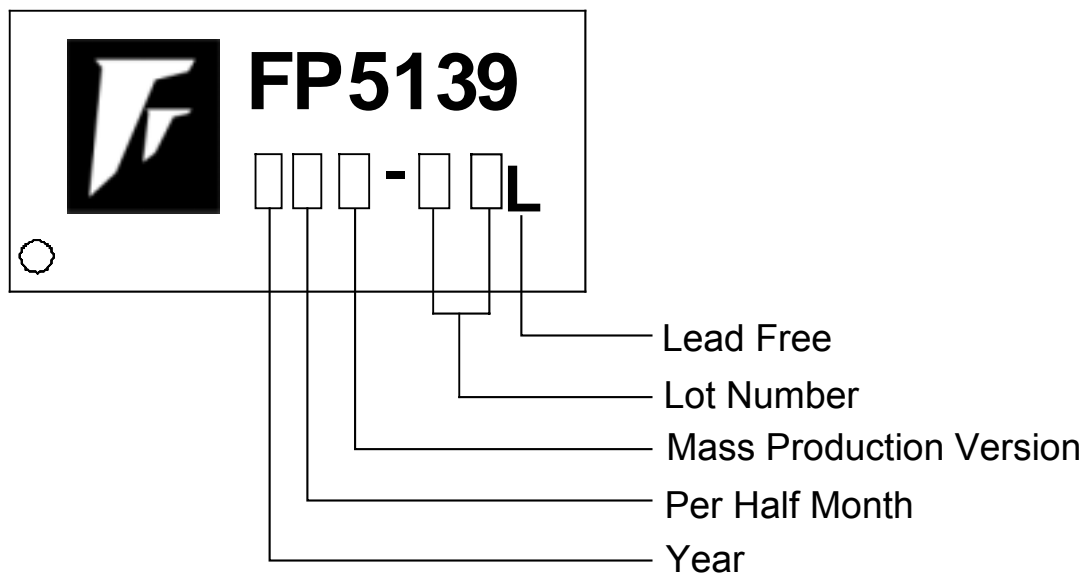 FP5139
- L
Lead Free
Lot Number
Mass Production Version
Per Half Month
Year